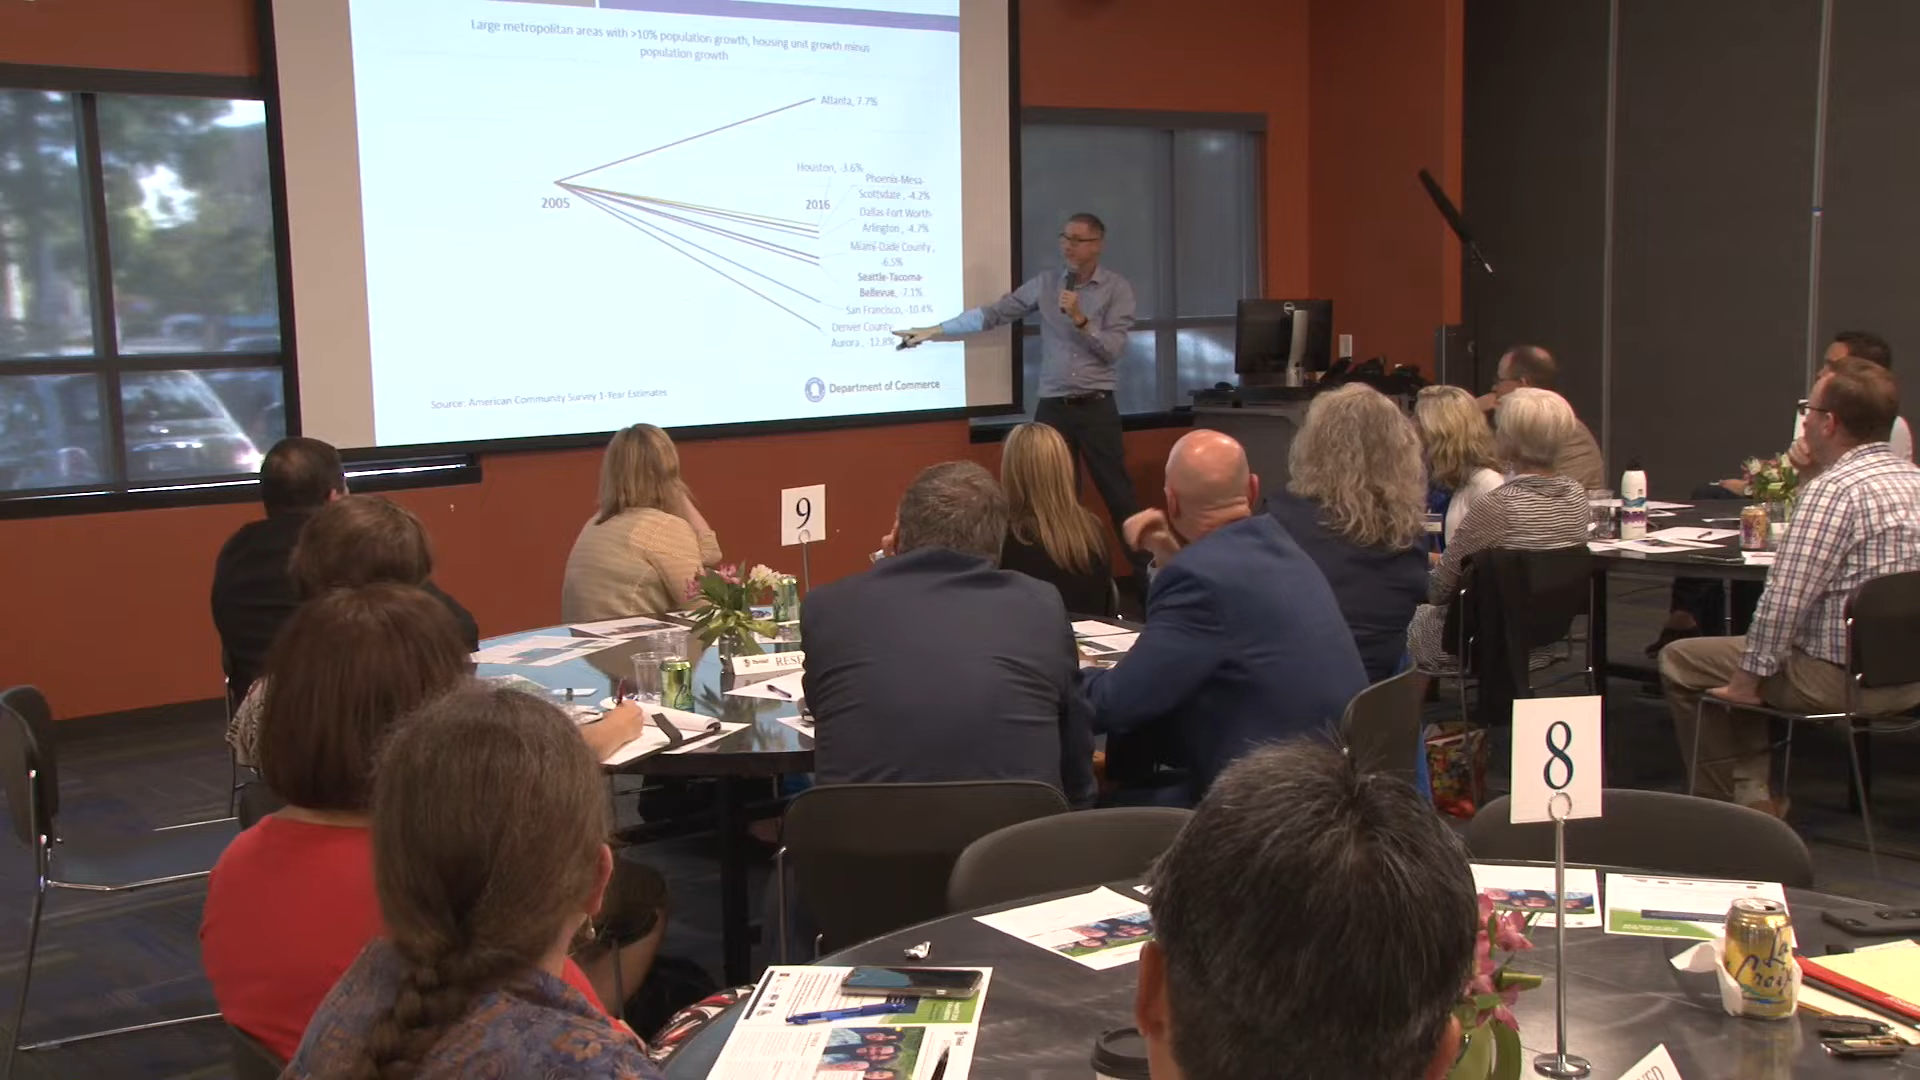 Large metropolitan areas with >10% population growth, housing unit growth minus
population growth
Atlanta, 7.7%
Houston, -3.6%
Phoenix-Mesa-
Scottsdale , -4.2%
2005
2016
Dallas-Fort Worth-
Arlington , -4.7%
Miami-Dade County ,
-6.5%
Seattle-Tacoma-
Bellevue, -7.1%
San Francisco, -10.4%
Denver County-
Aurora , -12.8%
Source: American Community Survey 1-Year Estimates
Department of Commerce
9
RESE
8
La
Croix